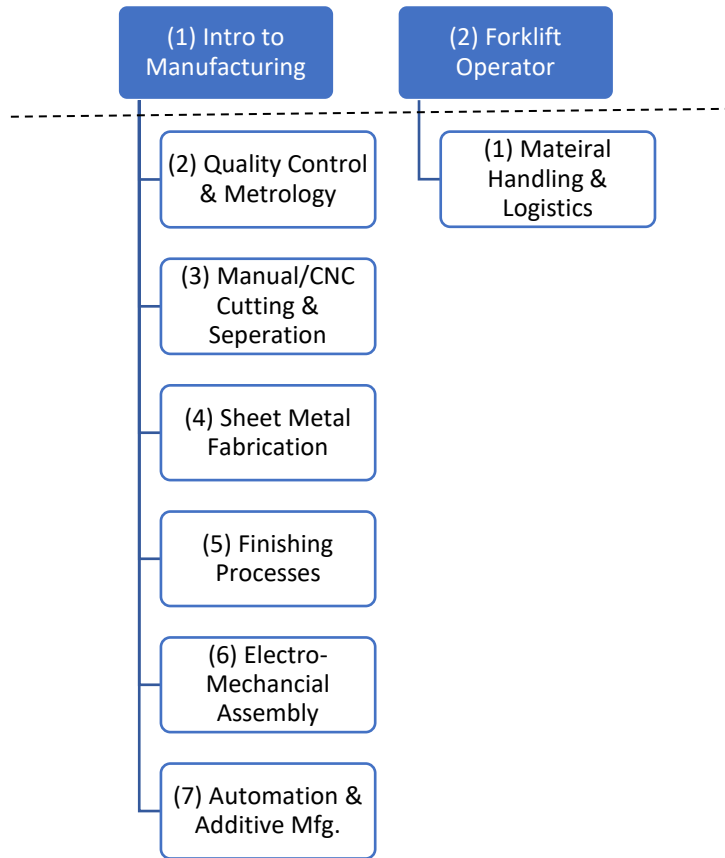 (1) Intro to
Manufacturing
(2) Forklift
Operator
(2) Quality Control
& Metrology
(1) Mateiral
Handling &
Logistics
(3) Manual/CNC
Cutting &
Seperation
(4) Sheet Metal
Fabrication
(5) Finishing
Processes
(6) Electro-
Mechancial
Assembly
(7) Automation &
Additive Mfg.